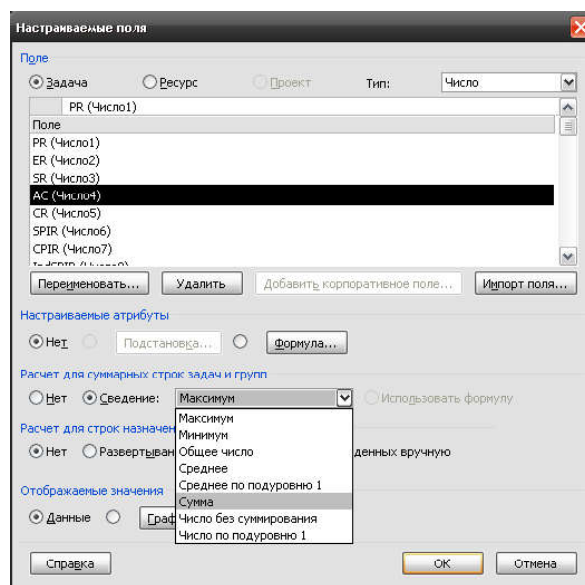 Настраиваемые поля
Поле
Задача Ресурс Проект Тип: Число
PR (Число1)
Поле
PR (Число1)
ER (Число2)
SR (Число3)
AC (Число4)
CR (Число5)
SPIR (Число6)
CPIR (Число7)
Переименовать... Удалить Добавить корпоративное поле... Импорт поля...
Настраиваемые атрибуты
Нет Подстановка... Формула...
Расчет для суммарных строк задач и групп
Нет Сведение: Максимум Использовать формулу
Максимум
Минимум
Расчет для строк назначен
Нет Развертыван Общее число денных вручную
Среднее
Среднее по подуровню 1
Отображаемые значения
Сумма
Данные Граф Число без суммирования
Число по подуровню 1
Справка ОК Отмена